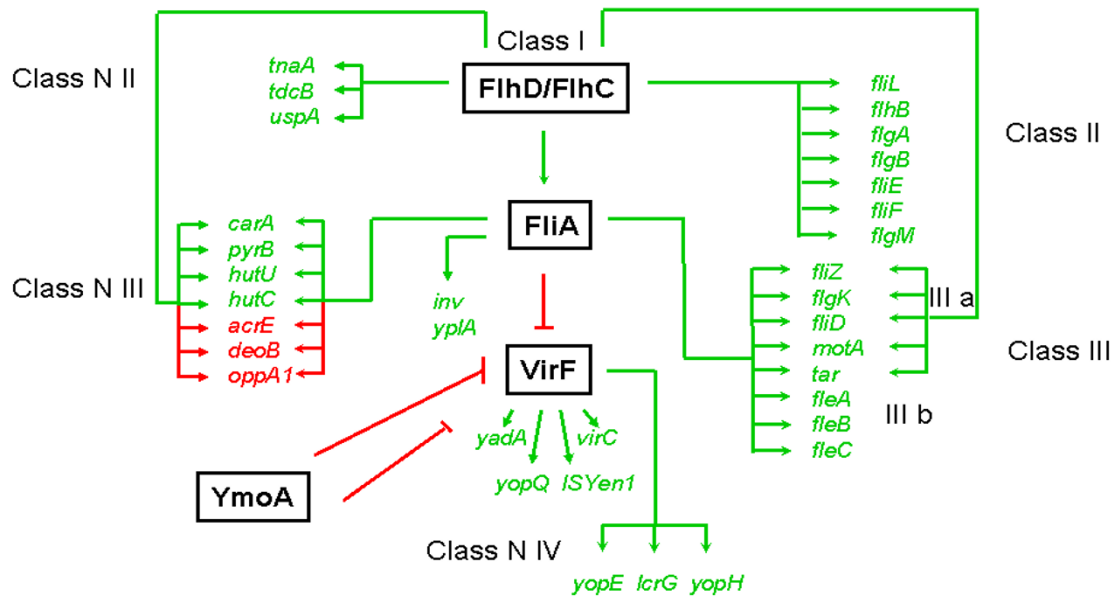 Class I
Class N II
tnaA
tdcB
uspA
FlhD/FlhC
fliL
flhB
flgA
flgB
fliE
fliF
flgM
Class II
FliA
Class N III
carA
pyrB
hutU
hutC
acrE
deoB
oppA1
inv
yplA
fliZ
flgK
fliD
motA
tar
fleA
fleB
fleC
III a
III b
Class III
VirF
yadA
virC
yopQ
ISYen1
YmoA
Class N IV
yopE
lcrG
yopH